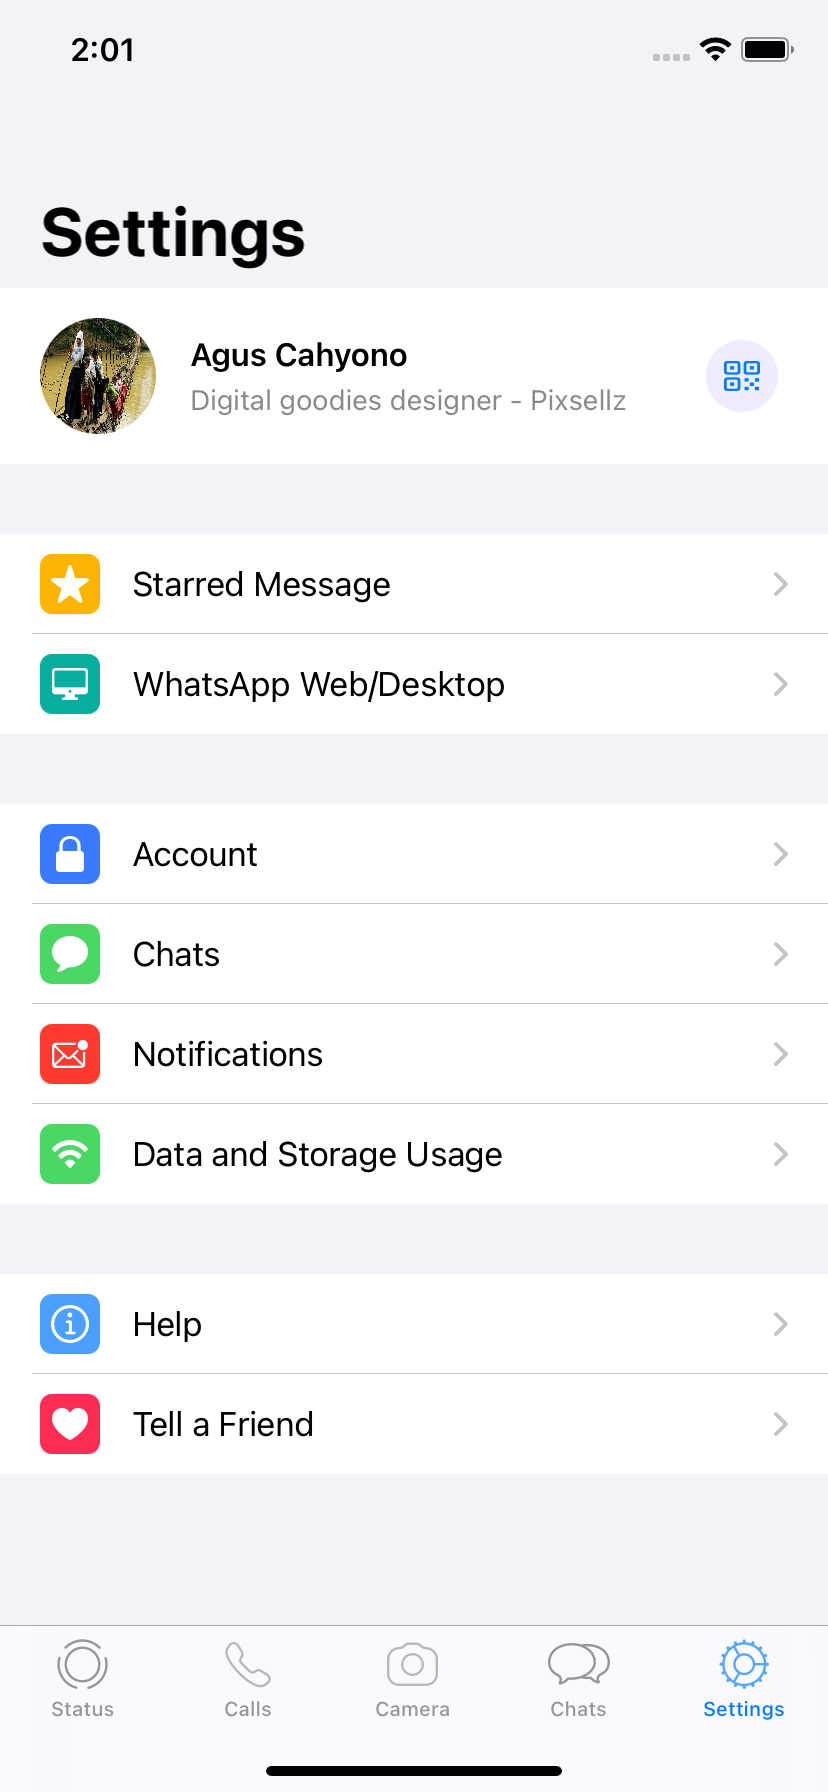 2:01
Settings
Agus Cahyono
Digital goodies designer - Pixsellz
Starred Message
WhatsApp Web/Desktop
Account
Chats
Notifications
Data and Storage Usage
Help
Tell a Friend
Status
Calls
Camera
Chats
Settings